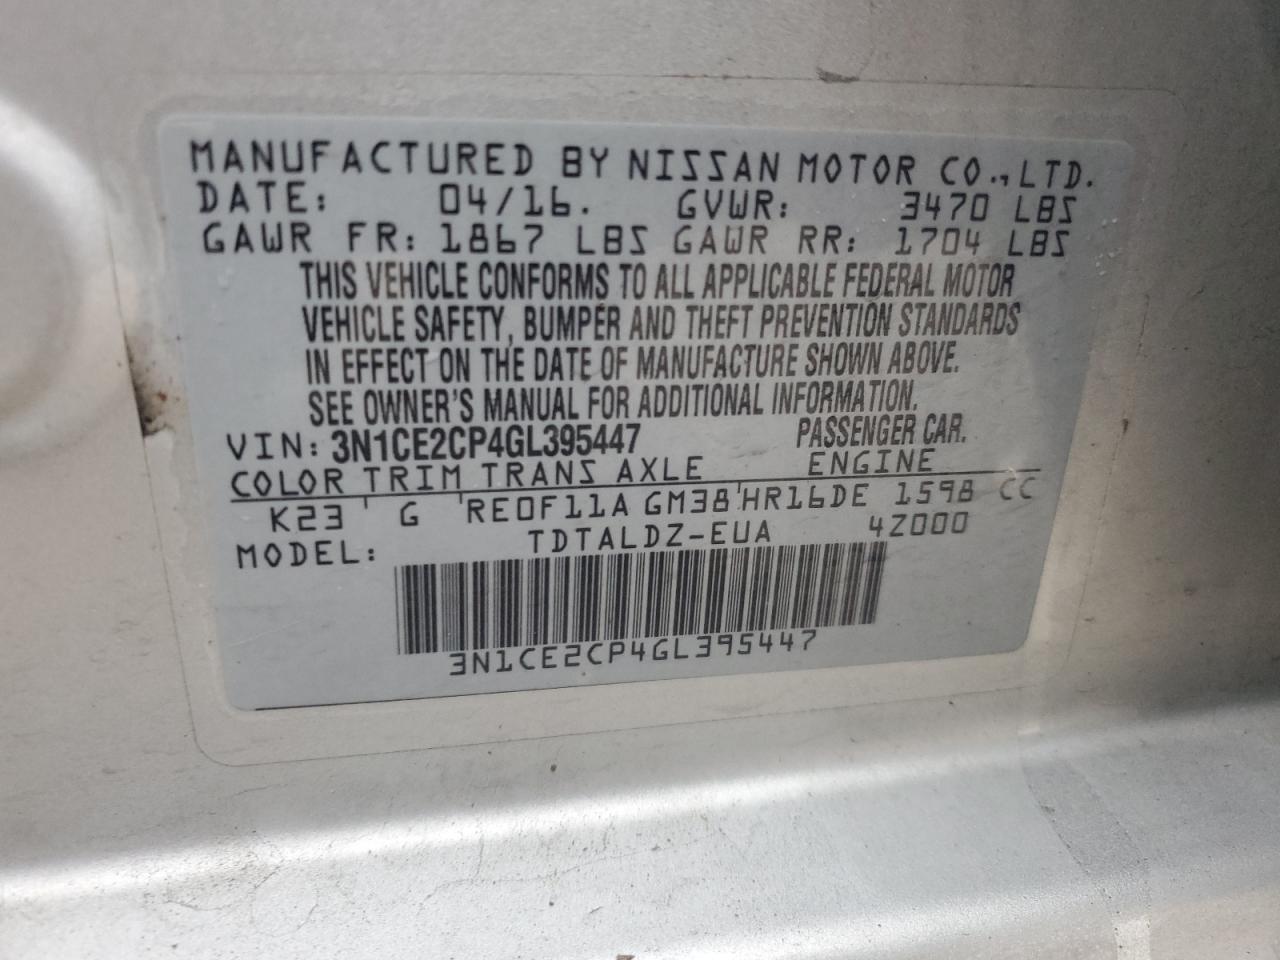 MANUFACTURED BY NISSAN MOTOR CO.,LTD.
DATE: 04/16. GVWR: 3470 LBS
GAWR FR: 1867 LBS GAWR RR: 1704 LBS
THIS VEHICLE CONFORMS TO ALL APPLICABLE FEDERAL MOTOR
VEHICLE SAFETY, BUMPER AND THEFT PREVENTION STANDARDS
IN EFFECT ON THE DATE OF MANUFACTURE SHOWN ABOVE.
SEE OWNER'S MANUAL FOR ADDITIONAL INFORMATION.
VIN: 3N1CE2CP4GL395447 PASSENGER CAR.
COLOR TRIM TRANS AXLE ENGINE
K23 ' G 'RE0F11A GM38'HR16DE 1598 CC
MODEL: TDTALDZ-EUA 4Z000
3N1CE2CP4GL395447